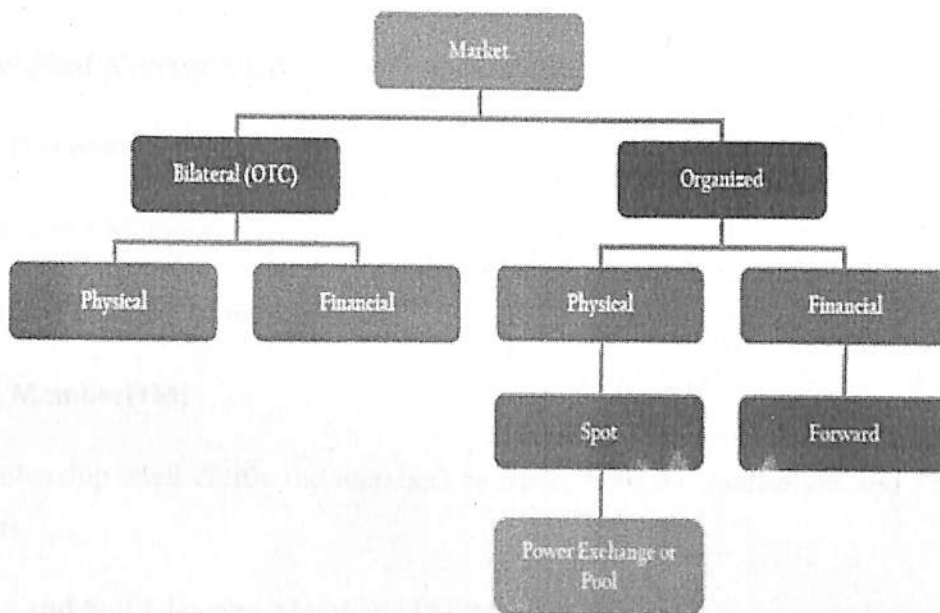 Market
Bilateral (OTC)
Organized
Physical
Financial
Physical
Financial
Spot
Forward
Power Exchange or
Pool